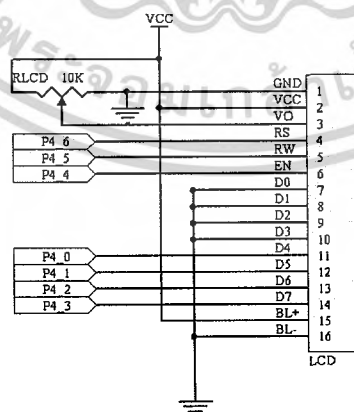 VCC
RLCD 10K
GND 1
VCC 2
VO 3
P4_6 RS 4
P4_5 RW 5
P4_4 EN 6
D0 7
D1 8
D2 9
D3 10
P4_0 D4 11
P4_1 D5 12
P4_2 D6 13
P4_3 D7 14
BL+ 15
BL- 16
LCD